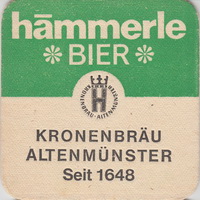 hämmerle
*BIER*
H
KRONENBRÄU
ALTENMÜNSTER
Seit 1648